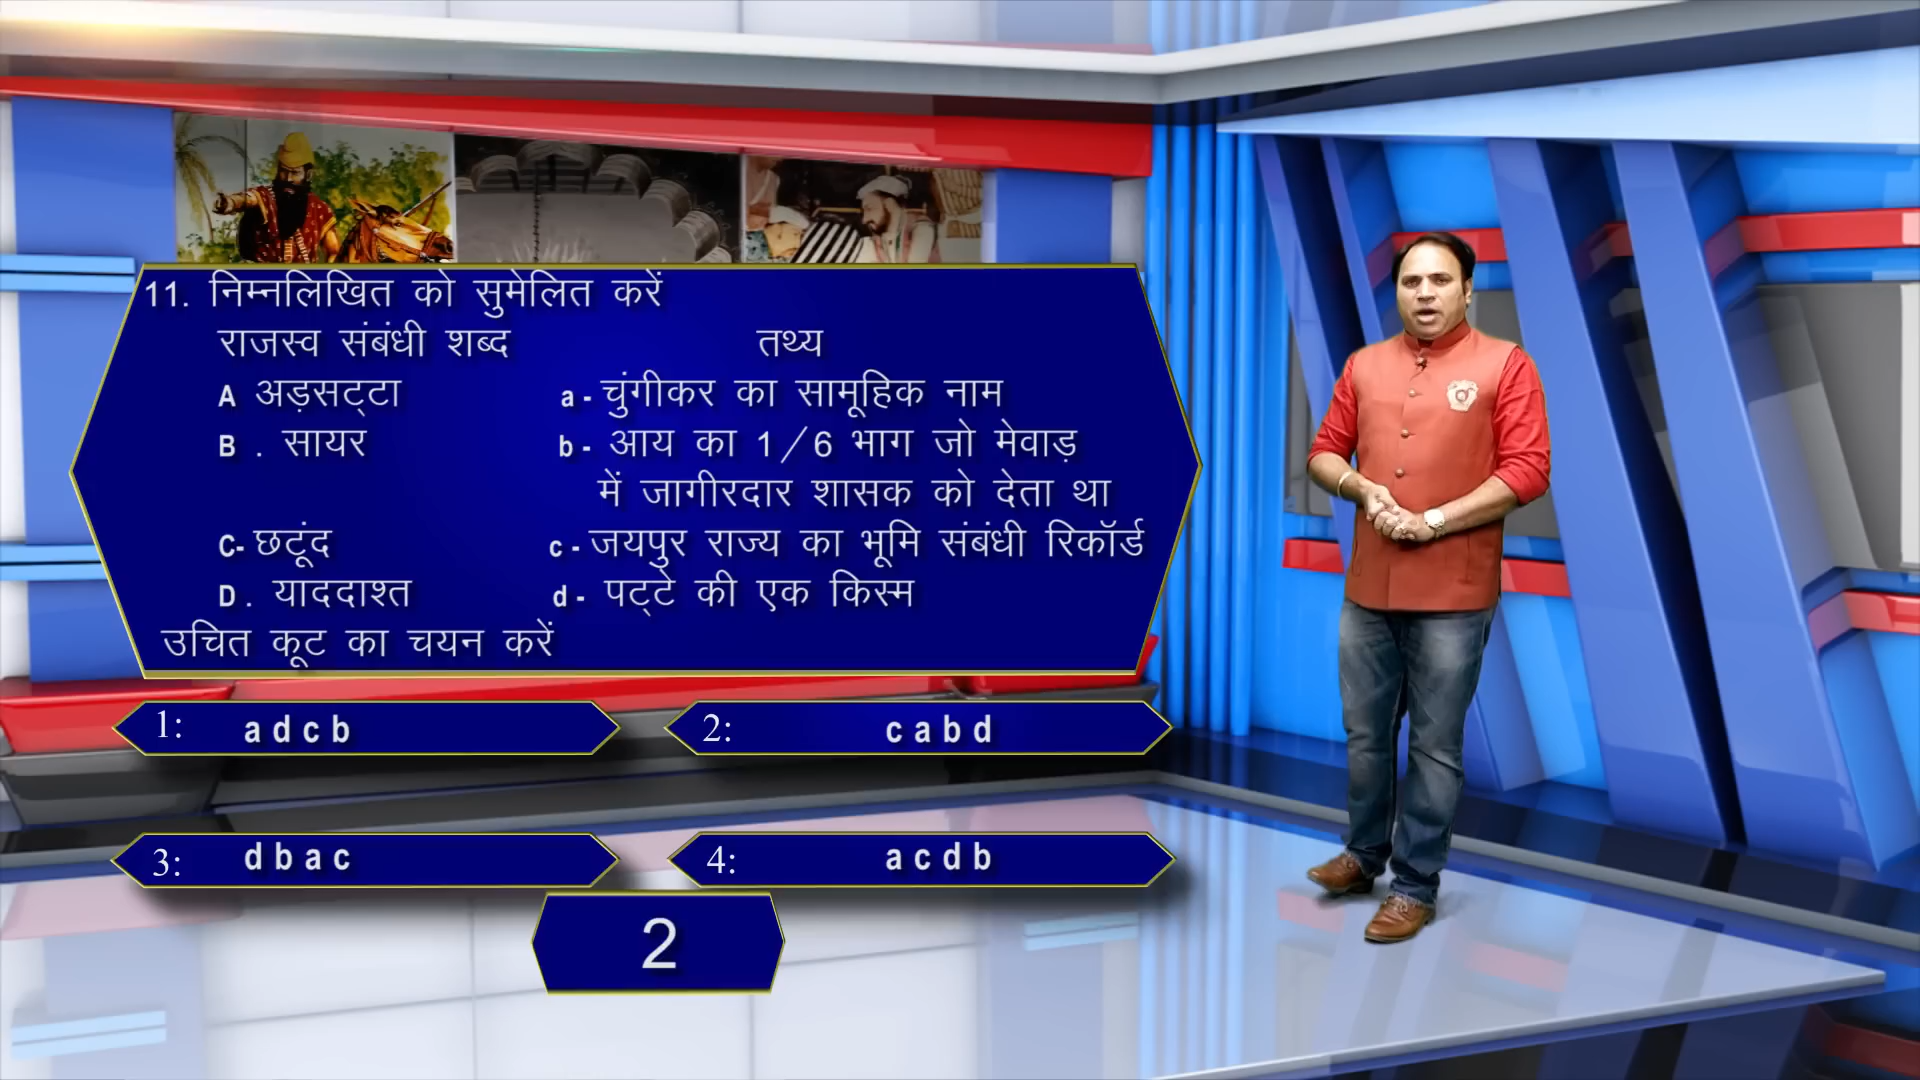 11. निम्नलिखित को सुमेलित करें
राजस्व संबंधी शब्द तथ्य
A अड़सट्टा a - चुंगीकर का सामूहिक नाम
B . सायर b - आय का 1/6 भाग जो मेवाड़
में जागीरदार शासक को देता था
C- छटूंद c - जयपुर राज्य का भूमि संबंधी रिकॉर्ड
D . याददाश्त d - पट्टे की एक किस्म
उचित कूट का चयन करें
1: a d c b 2: c a b d
3: d b a c 4: a c d b
2